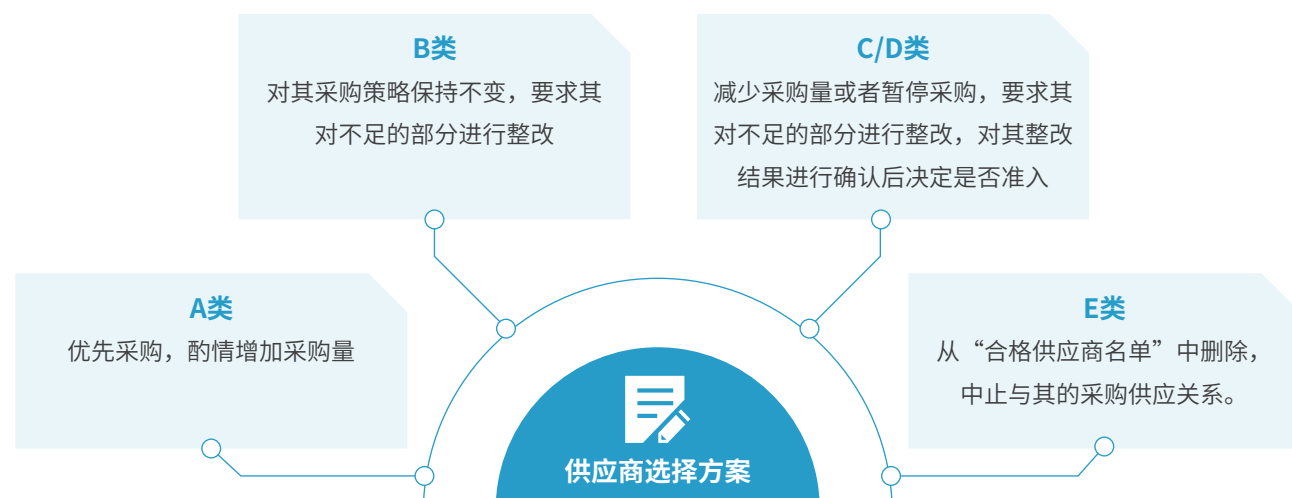 B类
对其采购策略保持不变，要求其
对不足的部分进行整改
C/D类
减少采购量或者暂停采购，要求其
对不足的部分进行整改，对其整改
结果进行确认后决定是否准入
A类
优先采购，酌情增加采购量
E类
从“合格供应商名单”中删除，
中止与其的采购供应关系。
供应商选择方案